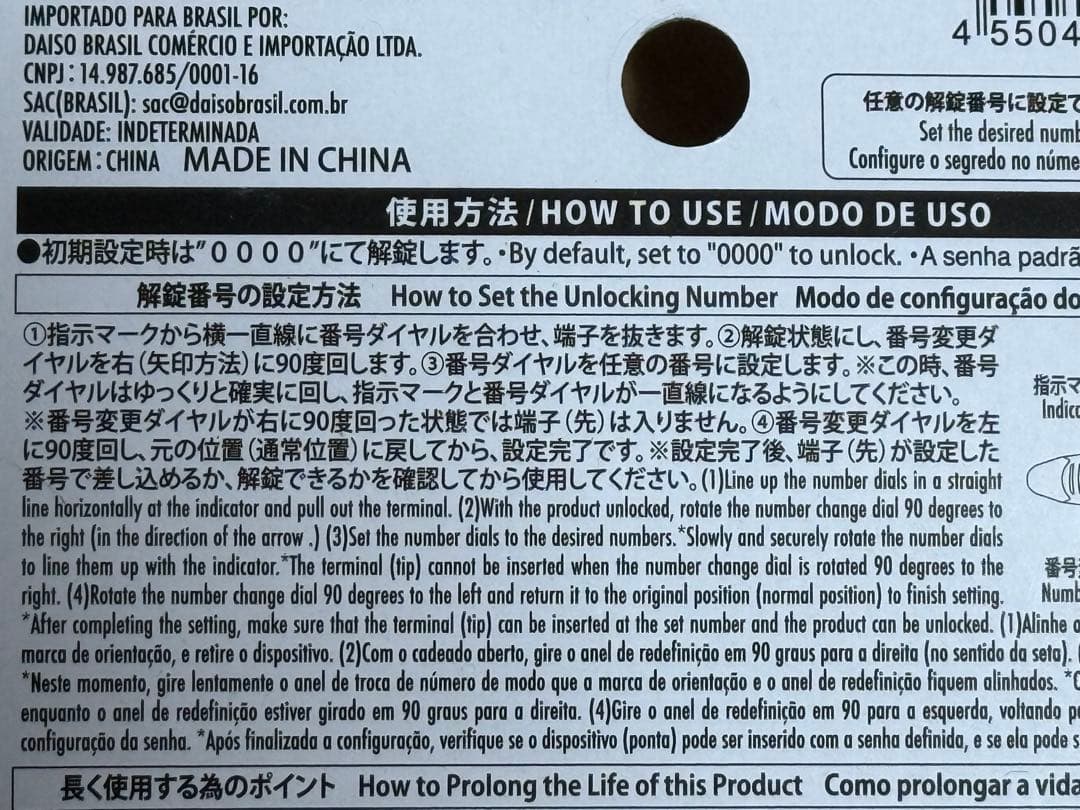 IMPORTADO PARA BRASIL POR:
DAISO BRASIL COMÉRCIO E IMPORTAÇÃO LTDA.
CNPJ : 14.987.685/0001-16
SAC(BRASIL): sac@daisobrasil.com.br
VALIDADE: INDETERMINADA
ORIGEM : CHINA MADE IN CHINA
4 5504
任意の解錠番号に設定で
Set the desired numb
Configure o segredo no núme
使用方法/HOW TO USE/MODO DE USO
●初期設定時は"0000"にて解錠します。・By default, set to "0000" to unlock. ・A senha padrã
解錠番号の設定方法 How to Set the Unlocking Number Modo de configuração do
①指示マークから横一直線に番号ダイヤルを合わせ、端子を抜きます。②解錠状態にし、番号変更ダ
イヤルを右(矢印方法)に90度回します。③番号ダイヤルを任意の番号に設定します。※この時、番号
ダイヤルはゆっくりと確実に回し、指示マークと番号ダイヤルが一直線になるようにしてください。
※番号変更ダイヤルが右に90度回った状態では端子(先)は入りません。④番号変更ダイヤルを左
に90度回し、元の位置(通常位置)に戻してから、設定完了です。※設定完了後、端子(先)が設定した
番号で差し込めるか、解錠できるかを確認してから使用してください。(1)Line up the number dials in a straight
line horizontally at the indicator and pull out the terminal. (2)With the product unlocked, rotate the number change dial 90 degrees to
the right (in the direction of the arrow .) (3)Set the number dials to the desired numbers.*Slowly and securely rotate the number dials
to line them up with the indicator.*The terminal (tip) cannot be inserted when the number change dial is rotated 90 degrees to the
right. (4)Rotate the number change dial 90 degrees to the left and return it to the original position (normal position) to finish setting.
*After completing the setting, make sure that the terminal (tip) can be inserted at the set number and the product can be unlocked. (1)Alinhe o
marca de orientação, e retire o dispositivo. (2)Com o cadeado aberto, gire o anel de redefinição em 90 graus para a direita (no sentido da seta). (
*Neste momento, gire lentamente o anel de troca de número de modo que a marca de orientação e o anel de redefinição fiquem alinhados. *C
enquanto o anel de redefinição estiver girado em 90 graus para a direita. (4)Gire o anel de redefinição em 90 para a esquerda, voltando p
configuração da senha. *Após finalizada a configuração, verifique se o dispositivo (ponta) pode ser inserido com a senha definida, e se ela pode s
指示マ
Indica
番号
Numb
長く使用する為のポイント How to Prolong the Life of this Product Como prolongar a vida